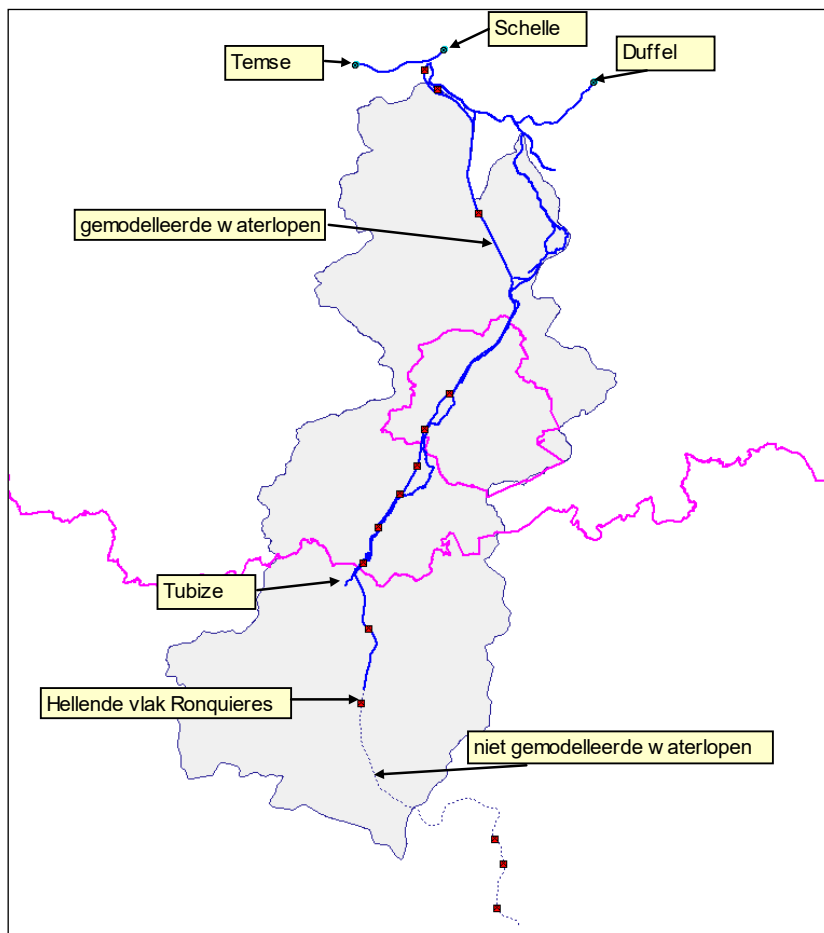 Schelle
Temse
Duffel
gemodelleerde w aterlopen
Tubize
Hellende vlak Ronquieres
niet gemodelleerde w aterlopen